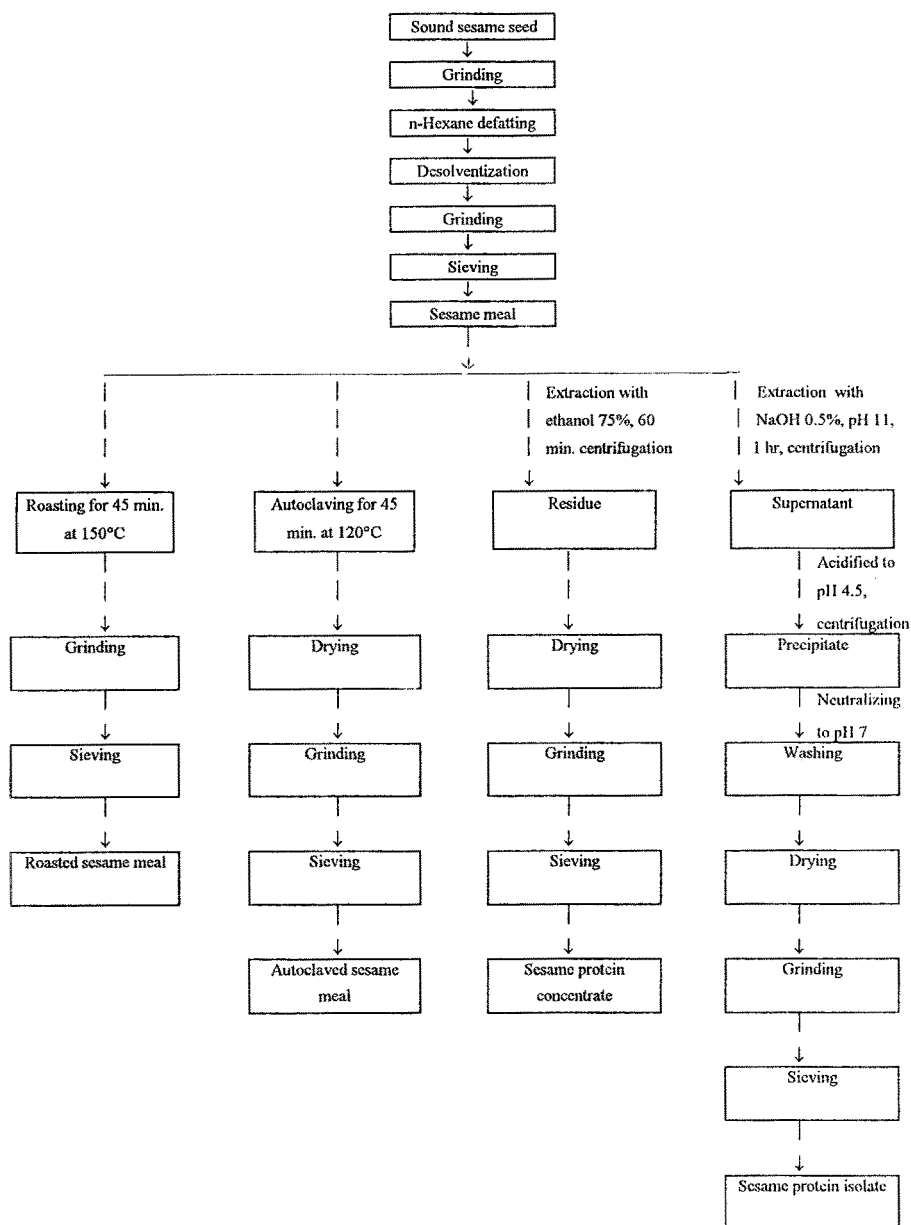 Sound sesame seed
Grinding
n-Hexane defatting
Desolventization
Grinding
Sieving
Sesame meal
Extraction with
ethanol 75%, 60
min. centrifugation
Extraction with
NaOH 0.5%, pH 11,
1 hr, centrifugation
Roasting for 45 min.
at 150°C
Autoclaving for 45
min. at 120°C
Residue
Supernatant
Acidified to
pH 4.5,
centrifugation
Grinding
Drying
Drying
Precipitate
Neutralizing
to pH 7
Sieving
Grinding
Grinding
Washing
Roasted sesame meal
Sieving
Sieving
Drying
Autoclaved sesame
meal
Sesame protein
concentrate
Grinding
Sieving
Sesame protein isolate